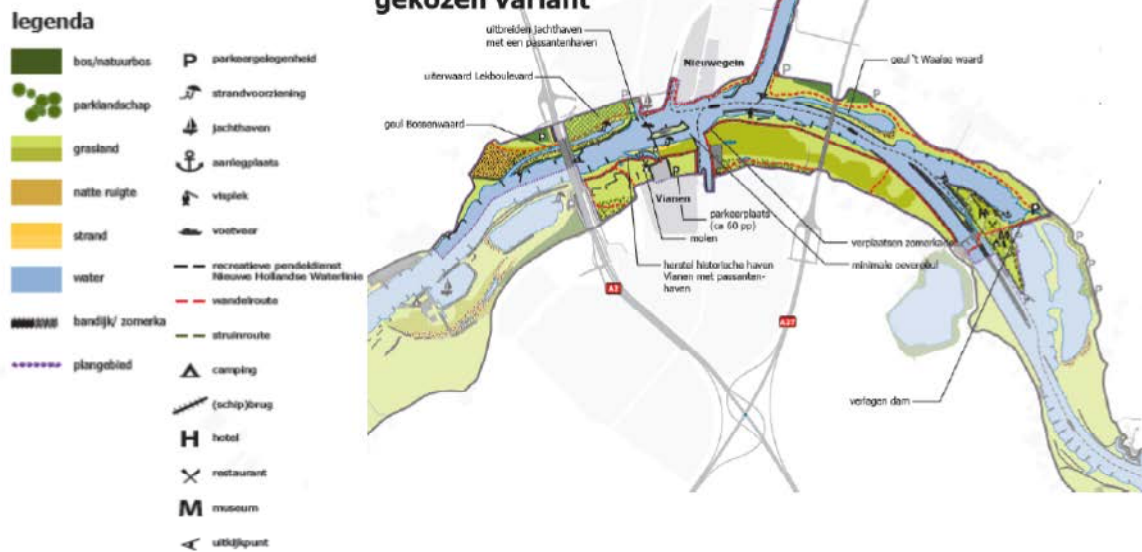 gekozen variant
legenda
bos/natuurbos
parklandschap
grasland
natte ruigte
strand
water
bandijk/ zomerka
plangebied
P parkeergelegenheid
strandvoorziening
jachthaven
aanlegplaats
visplek
voetveer
recreatieve pendeldienst
Nieuwe Hollandse Waterlinie
wandelroute
struinroute
camping
(schip)brug
H hotel
restaurant
M museum
uitkijkpunt
uitbreiden jachthaven
met een passantenhaven
uiterwaard Lekboulevard
geul Bossenwaard
Nieuwegein
geul 't Waalse waard
Vianen
parkeerplaats
(ca 60 pp)
molen
herstel historische haven
Vianen met passanten-
haven
verplaatsen zomerkade
minimale oevergeul
verlagen dam
A2
A27
P
P
P
P
P
P
P
H
M